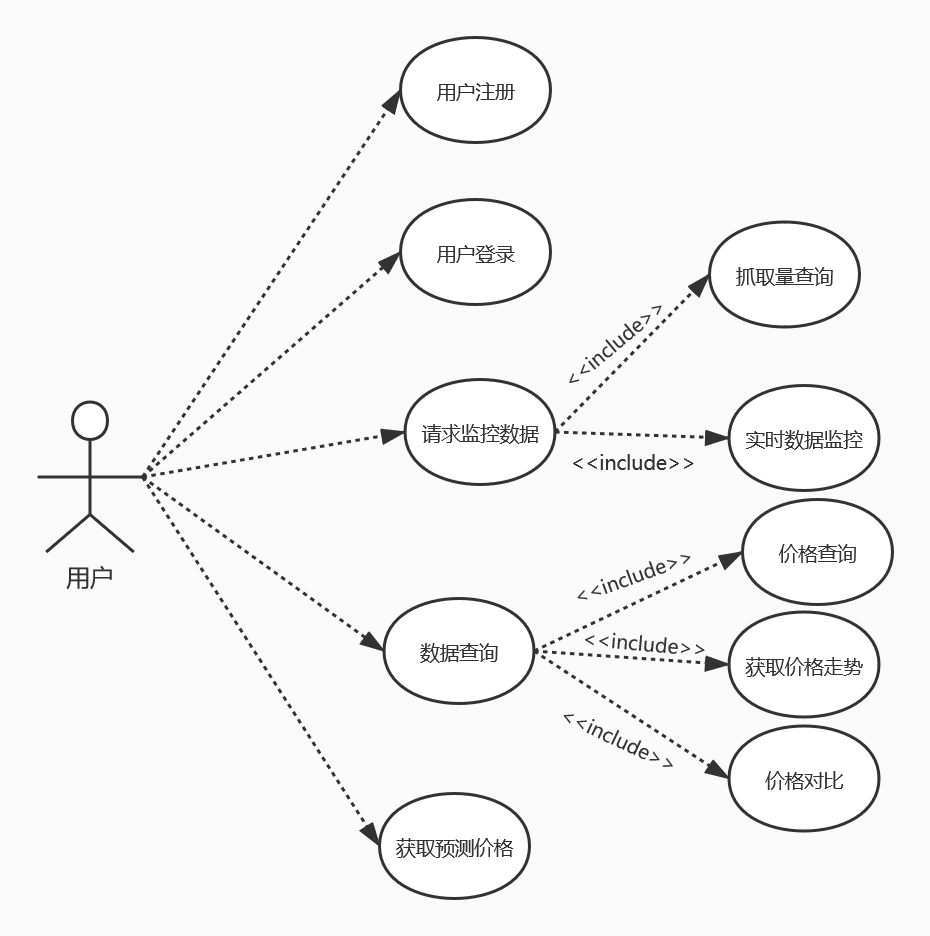 用户注册
用户登录
抓取量查询
<<include>>
请求监控数据
实时数据监控
<<include>>
价格查询
<<include>>
用户
数据查询
<<include>>
获取价格走势
<<include>>
价格对比
获取预测价格